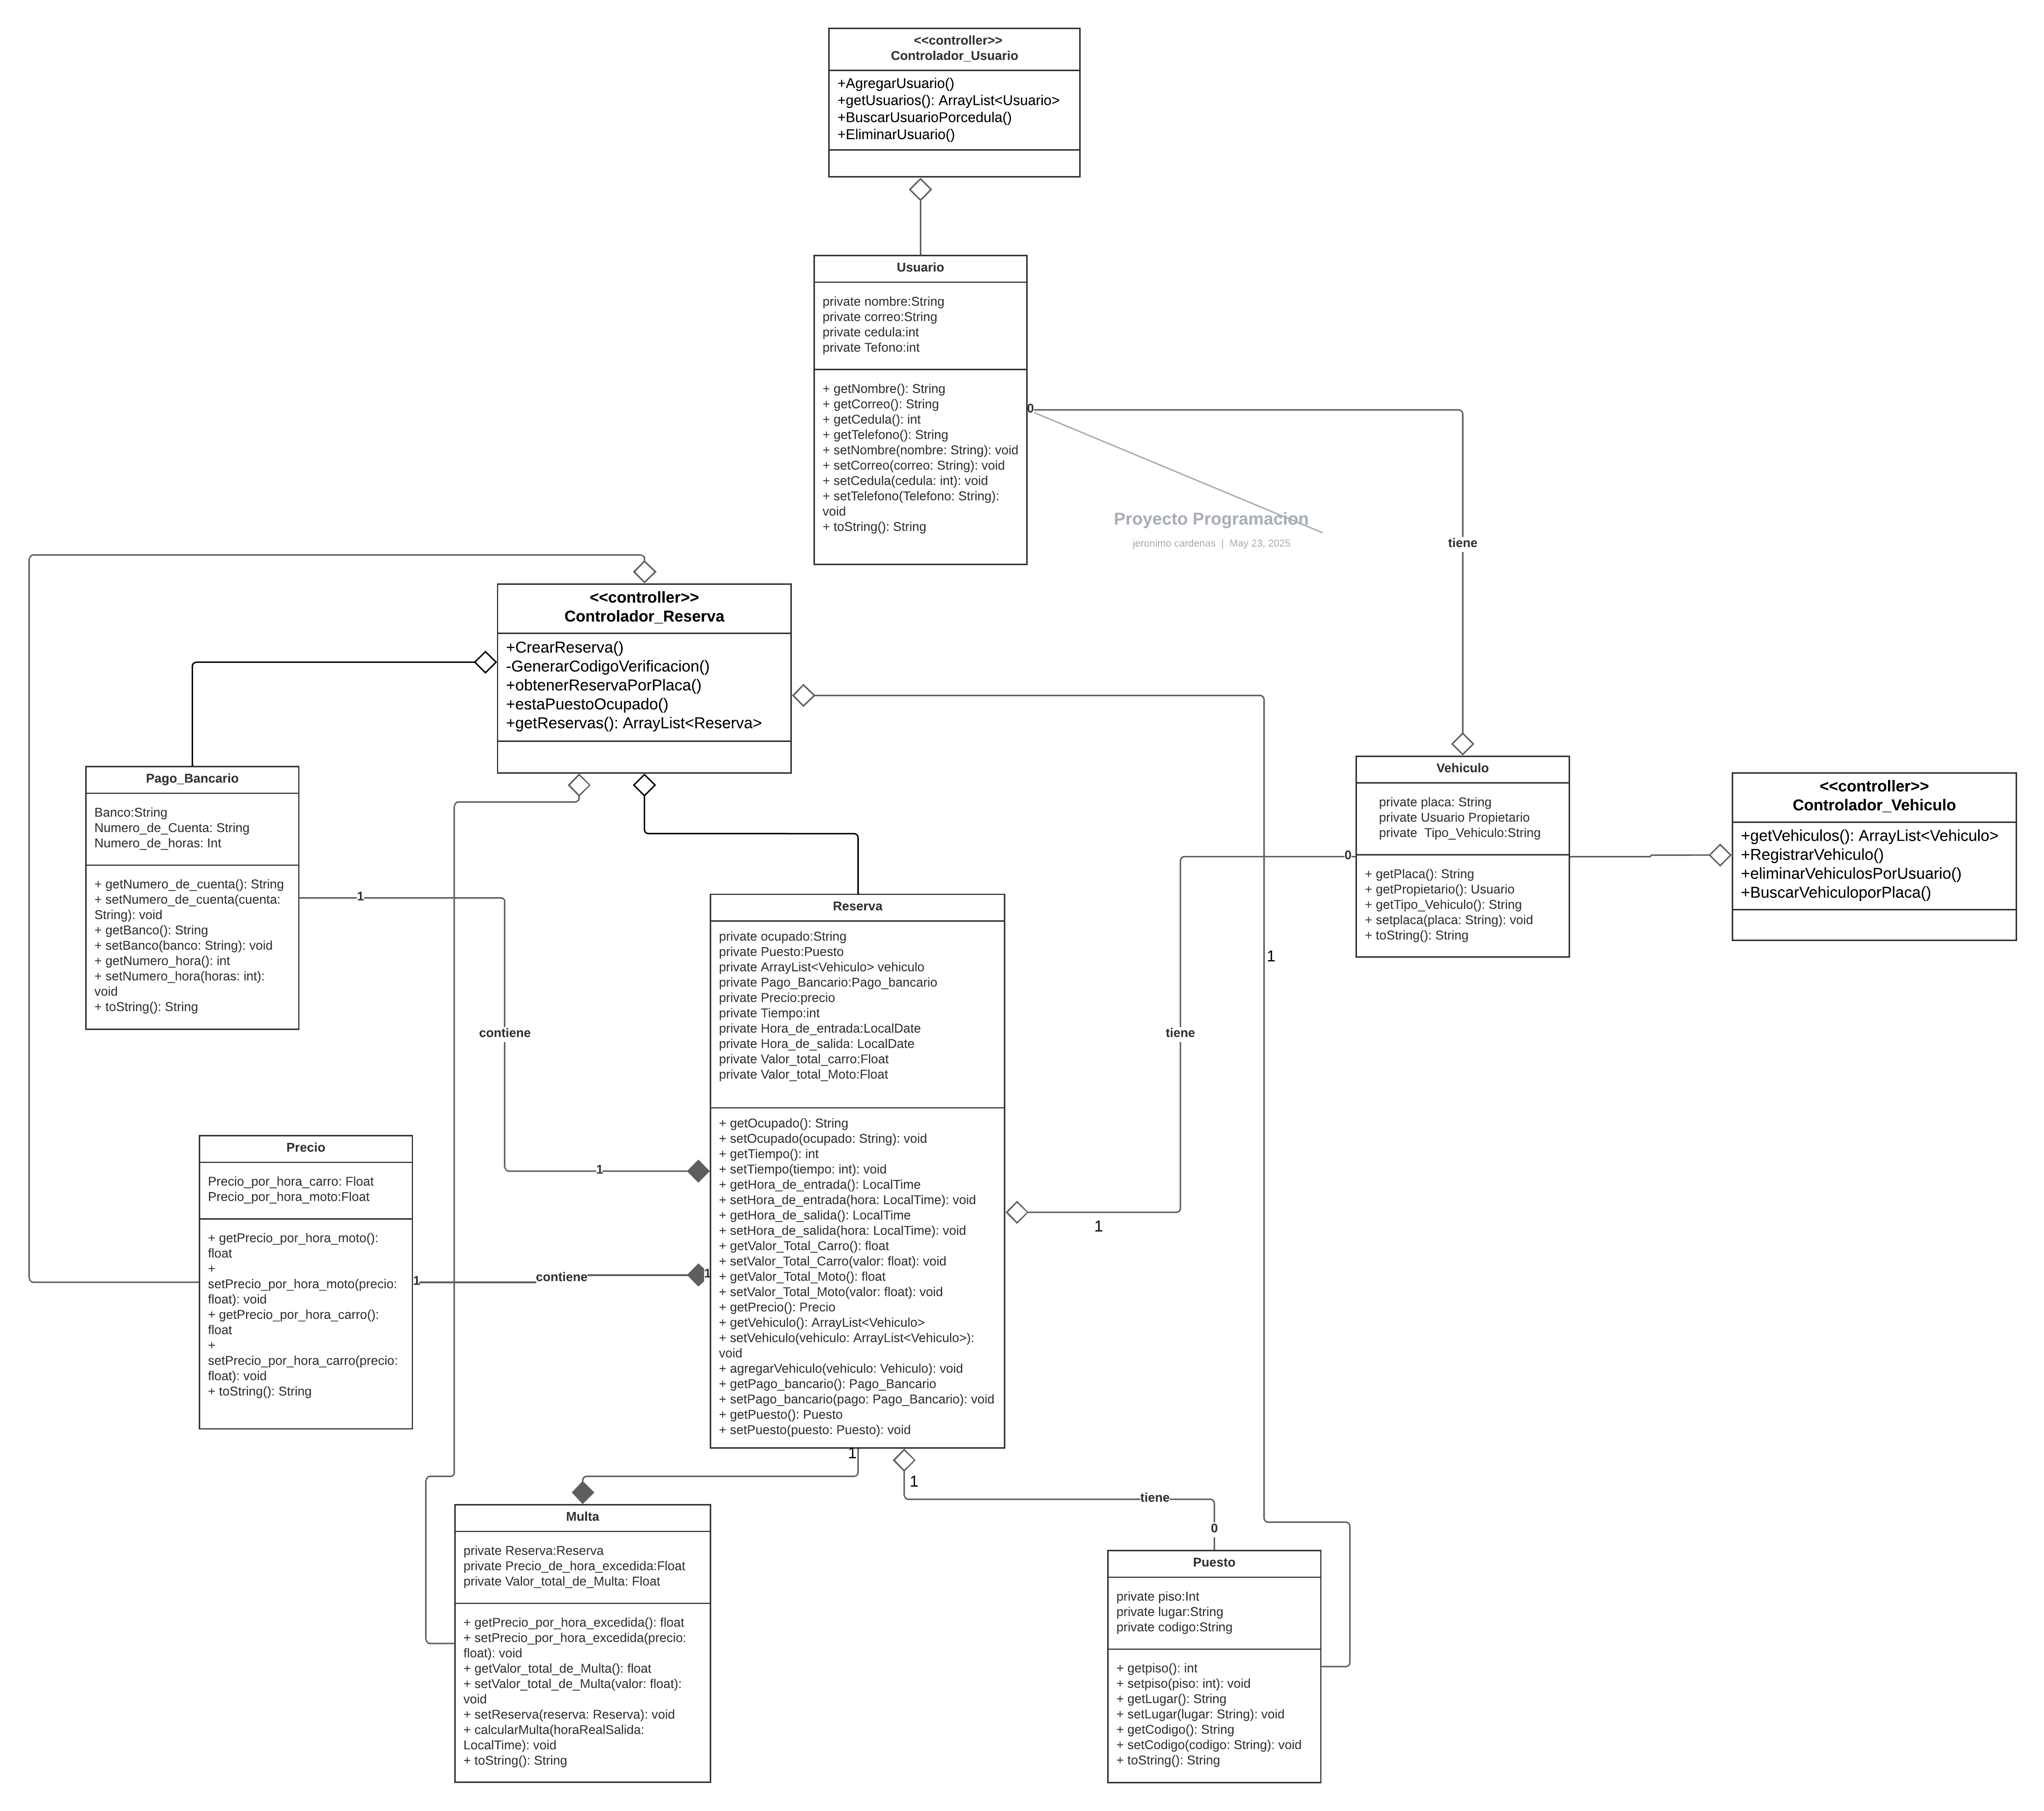 <<controller>>
Controlador_Usuario
+AgregarUsuario()
+getUsuarios(): ArrayList<Usuario>
+BuscarUsuarioPorcedula()
+EliminarUsuario()
Usuario
private nombre:String
private correo:String
private cedula:int
private Tefono:int
+ getNombre(): String
+ getCorreo(): String
+ getCedula(): int
+ getTelefono(): String
+ setNombre(nombre: String): void
+ setCorreo(correo: String): void
+ setCedula(cedula: int): void
+ setTelefono(Telefono: String):
void
+ toString(): String
0
Proyecto Programacion
jeronimo cardenas | May 23, 2025
tiene
<<controller>>
Controlador_Reserva
+CrearReserva()
-GenerarCodigoVerificacion()
+obtenerReservaPorPlaca()
+estaPuestoOcupado()
+getReservas(): ArrayList<Reserva>
Pago_Bancario
Banco:String
Numero_de_Cuenta: String
Numero_de_horas: Int
+ getNumero_de_cuenta(): String
+ setNumero_de_cuenta(cuenta:
String): void
+ getBanco(): String
+ setBanco(banco: String): void
+ getNumero_hora(): int
+ setNumero_hora(horas: int):
void
+ toString(): String
1
contiene
1
Vehiculo
private placa: String
private Usuario Propietario
private  Tipo_Vehiculo:String
+ getPlaca(): String
+ getPropietario(): Usuario
+ getTipo_Vehiculo(): String
+ setplaca(placa: String): void
+ toString(): String
0
tiene
1
1
<<controller>>
Controlador_Vehiculo
+getVehiculos(): ArrayList<Vehiculo>
+RegistrarVehiculo()
+eliminarVehiculosPorUsuario()
+BuscarVehiculoporPlaca()
Reserva
private ocupado:String
private Puesto:Puesto
private ArrayList<Vehiculo> vehiculo
private Pago_Bancario:Pago_bancario
private Precio:precio
private Tiempo:int
private Hora_de_entrada:LocalDate
private Hora_de_salida: LocalDate
private Valor_total_carro:Float
private Valor_total_Moto:Float
+ getOcupado(): String
+ setOcupado(ocupado: String): void
+ getTiempo(): int
+ setTiempo(tiempo: int): void
+ getHora_de_entrada(): LocalTime
+ setHora_de_entrada(hora: LocalTime): void
+ getHora_de_salida(): LocalTime
+ setHora_de_salida(hora: LocalTime): void
+ getValor_Total_Carro(): float
+ setValor_Total_Carro(valor: float): void
+ getValor_Total_Moto(): float
+ setValor_Total_Moto(valor: float): void
+ getPrecio(): Precio
+ getVehiculo(): ArrayList<Vehiculo>
+ setVehiculo(vehiculo: ArrayList<Vehiculo>):
void
+ agregarVehiculo(vehiculo: Vehiculo): void
+ getPago_bancario(): Pago_Bancario
+ setPago_bancario(pago: Pago_Bancario): void
+ getPuesto(): Puesto
+ setPuesto(puesto: Puesto): void
Precio
Precio_por_hora_carro: Float
Precio_por_hora_moto:Float
+ getPrecio_por_hora_moto():
float
+
setPrecio_por_hora_moto(precio:
float): void
+ getPrecio_por_hora_carro():
float
+
setPrecio_por_hora_carro(precio:
float): void
+ toString(): String
1
contiene
1
1
1
tiene
0
Multa
private Reserva:Reserva
private Precio_de_hora_excedida:Float
private Valor_total_de_Multa: Float
+ getPrecio_por_hora_excedida(): float
+ setPrecio_por_hora_excedida(precio:
float): void
+ getValor_total_de_Multa(): float
+ setValor_total_de_Multa(valor: float):
void
+ setReserva(reserva: Reserva): void
+ calcularMulta(horaRealSalida:
LocalTime): void
+ toString(): String
Puesto
private piso:Int
private lugar:String
private codigo:String
+ getpiso(): int
+ setpiso(piso: int): void
+ getLugar(): String
+ setLugar(lugar: String): void
+ getCodigo(): String
+ setCodigo(codigo: String): void
+ toString(): String